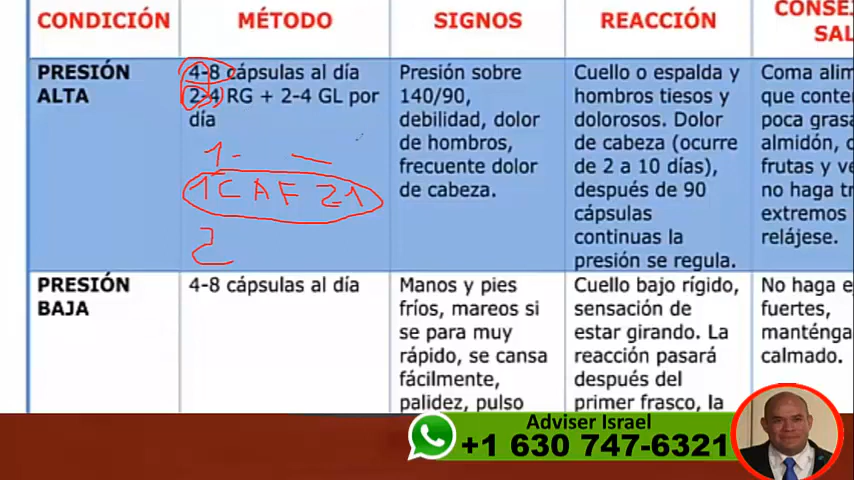 CONDICIÓN MÉTODO SIGNOS REACCIÓN CONSE
SAL
PRESIÓN
ALTA
4-8 cápsulas al día
2-4 RG + 2-4 GL por
día
1-
1 C A F 21
2
Presión sobre
140/90,
debilidad, dolor
de hombros,
frecuente dolor
de cabeza.
Cuello o espalda y
hombros tiesos y
dolorosos. Dolor
de cabeza (ocurre
de 2 a 10 días),
después de 90
cápsulas
continuas la
presión se regula.
Coma alim
que conte
poca grasa
almidón, c
frutas y ve
no haga tr
extremos
relájese.
PRESIÓN
BAJA
4-8 cápsulas al día
Manos y pies
fríos, mareos si
se para muy
rápido, se cansa
fácilmente,
palidez, pulso
Cuello bajo rígido,
sensación de
estar girando. La
reacción pasará
después del
primer frasco, la
No haga e
fuertes,
manténga
calmado.
Adviser Israel
+1 630 747-6321